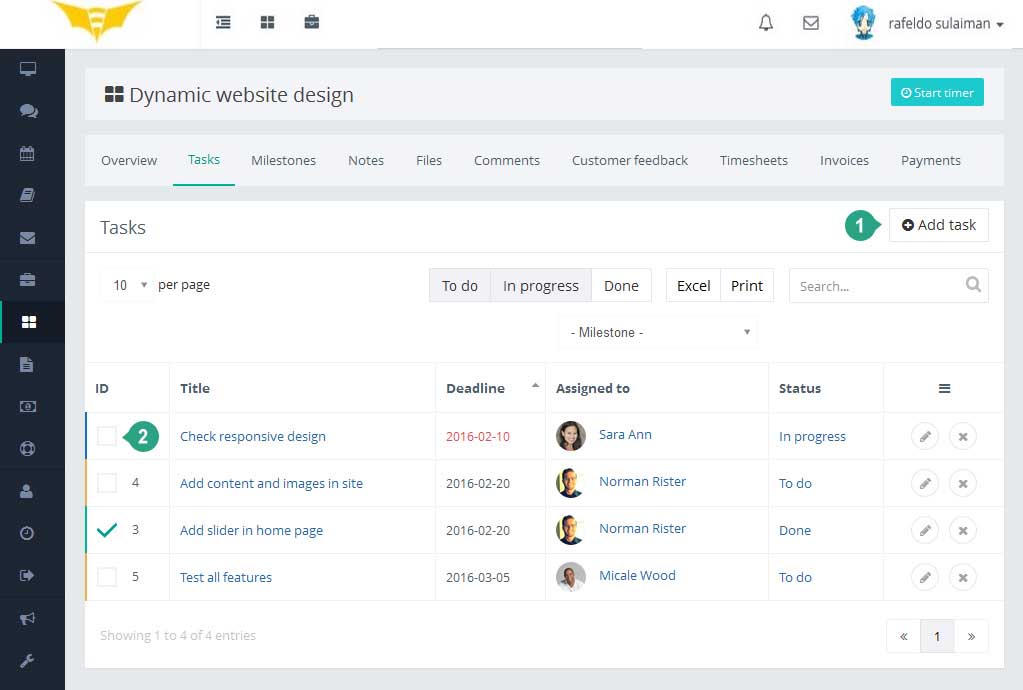 rafeldo sulaiman
Dynamic website design
Start timer
Overview Tasks Milestones Notes Files Comments Customer feedback Timesheets Invoices Payments
Tasks
1
Add task
10 per page
To do In progress Done
Excel Print
Search...
- Milestone -
ID Title Deadline Assigned to Status
2 Check responsive design 2016-02-10 Sara Ann In progress
4 Add content and images in site 2016-02-20 Norman Rister To do
3 Add slider in home page 2016-02-20 Norman Rister Done
5 Test all features 2016-03-05 Micale Wood To do
Showing 1 to 4 of 4 entries
« 1 »